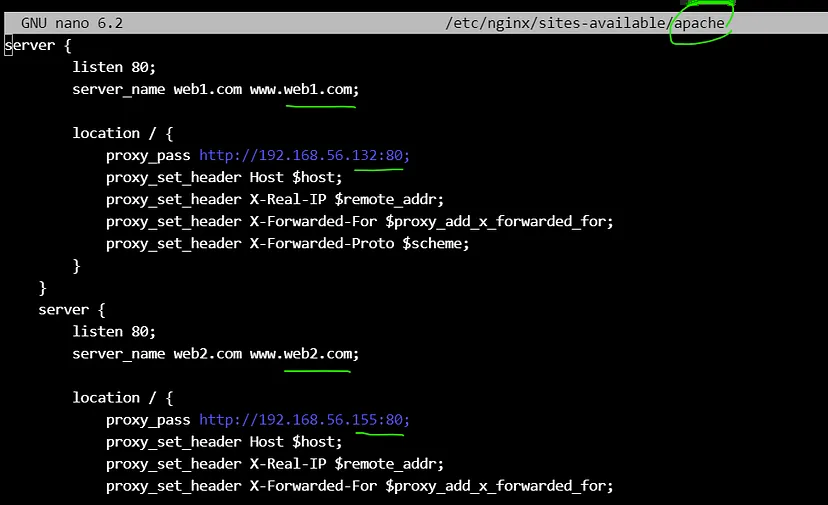 GNU nano 6.2 /etc/nginx/sites-available/apache
server {
listen 80;
server_name web1.com www.web1.com;
location / {
proxy_pass http://192.168.56.132:80;
proxy_set_header Host $host;
proxy_set_header X-Real-IP $remote_addr;
proxy_set_header X-Forwarded-For $proxy_add_x_forwarded_for;
proxy_set_header X-Forwarded-Proto $scheme;
}
}
server {
listen 80;
server_name web2.com www.web2.com;
location / {
proxy_pass http://192.168.56.155:80;
proxy_set_header Host $host;
proxy_set_header X-Real-IP $remote_addr;
proxy_set_header X-Forwarded-For $proxy_add_x_forwarded_for;